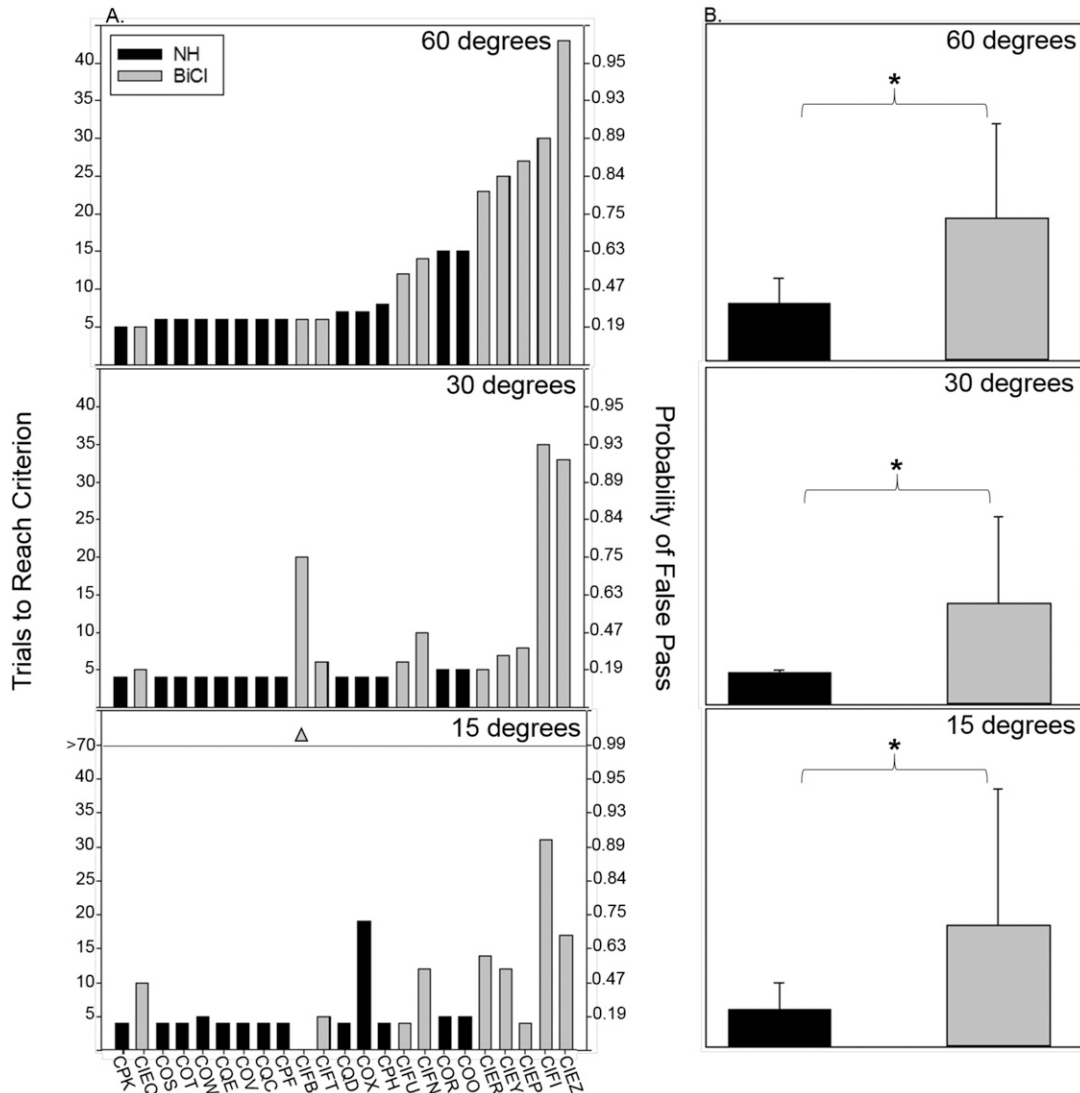 A.
60 degrees
NH
BiCI
40
35
30
25
20
15
10
5
0.95
0.93
0.89
0.84
0.75
0.63
0.47
0.19
30 degrees
40
35
30
25
20
15
10
5
0.95
0.93
0.89
0.84
0.75
0.63
0.47
0.19
15 degrees
>70
40
35
30
25
20
15
10
5
0.99
0.95
0.93
0.89
0.84
0.75
0.63
0.47
0.19
CPK
CIEC
COS
COT
COW
CQE
COV
CQC
CPF
CIFB
CIFT
CQD
COX
CPH
CIFU
CIFN
COR
COO
CIER
CIEY
CIEP
CIFI
CIEZ
Trials to Reach Criterion
Probability of False Pass
B.
60 degrees
*
30 degrees
*
15 degrees
*